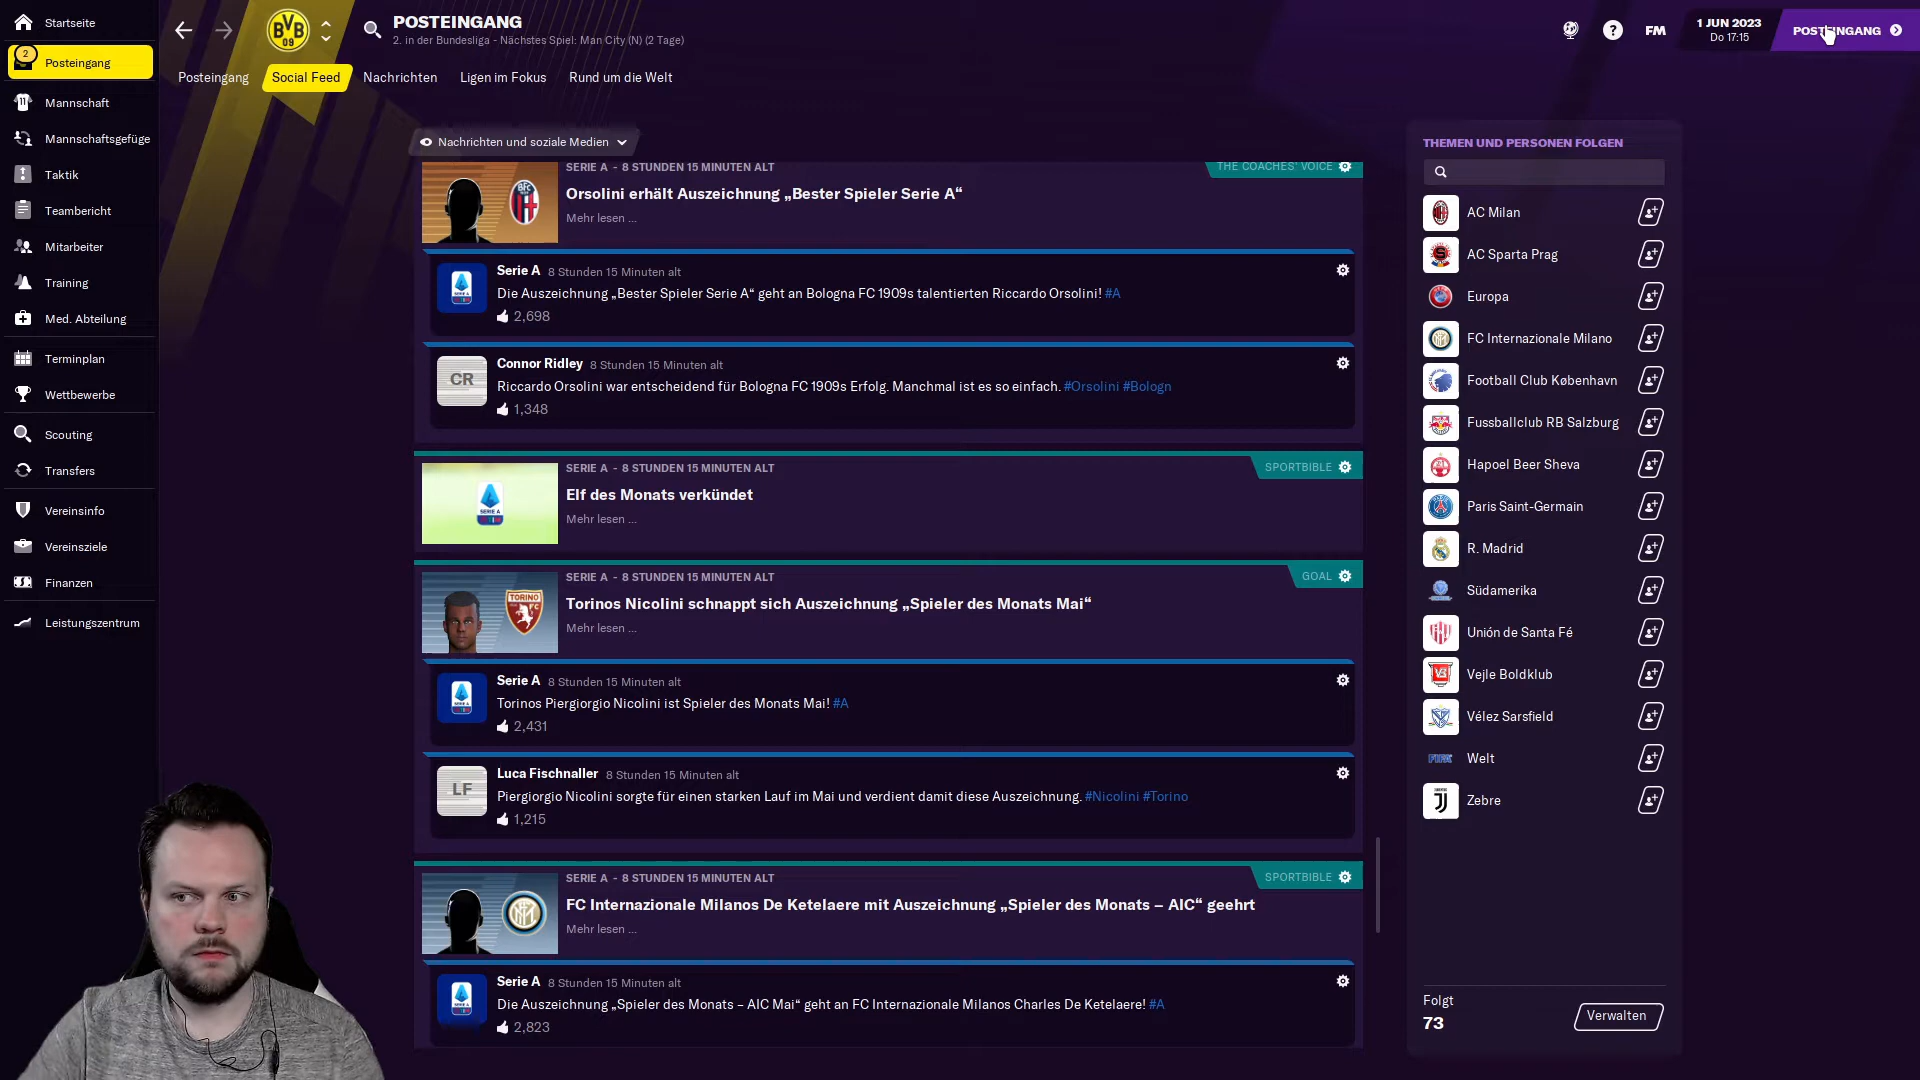 Startseite
2
Posteingang
Mannschaft
Mannschaftsgefüge
Taktik
Teambericht
Mitarbeiter
Training
Med. Abteilung
Terminplan
Wettbewerbe
Scouting
Transfers
Vereinsinfo
Vereinsziele
Finanzen
Leistungszentrum
BVB
09
POSTEINGANG
2. in der Bundesliga - Nächstes Spiel: Man City (N) (2 Tage)
?
FM
1 JUN 2023
Do 17:15
POSTEINGANG
Posteingang
Social Feed
Nachrichten
Ligen im Fokus
Rund um die Welt
Nachrichten und soziale Medien
SERIE A - 8 STUNDEN 15 MINUTEN ALT
THE COACHES' VOICE
Orsolini erhält Auszeichnung „Bester Spieler Serie A“
Mehr lesen ...
Serie A 8 Stunden 15 Minuten alt
Die Auszeichnung „Bester Spieler Serie A“ geht an Bologna FC 1909s talentierten Riccardo Orsolini! #A
2,698
CR
Connor Ridley 8 Stunden 15 Minuten alt
Riccardo Orsolini war entscheidend für Bologna FC 1909s Erfolg. Manchmal ist es so einfach. #Orsolini #Bologn
1,348
SERIE A - 8 STUNDEN 15 MINUTEN ALT
SPORTBIBLE
Elf des Monats verkündet
Mehr lesen ...
SERIE A - 8 STUNDEN 15 MINUTEN ALT
GOAL
TORINO
FC
Torinos Nicolini schnappt sich Auszeichnung „Spieler des Monats Mai“
Mehr lesen ...
Serie A 8 Stunden 15 Minuten alt
Torinos Piergiorgio Nicolini ist Spieler des Monats Mai! #A
2,431
LF
Luca Fischnaller 8 Stunden 15 Minuten alt
Piergiorgio Nicolini sorgte für einen starken Lauf im Mai und verdient damit diese Auszeichnung. #Nicolini #Torino
1,215
SERIE A - 8 STUNDEN 15 MINUTEN ALT
SPORTBIBLE
FC Internazionale Milanos De Ketelaere mit Auszeichnung „Spieler des Monats – AIC“ geehrt
Mehr lesen ...
Serie A 8 Stunden 15 Minuten alt
Die Auszeichnung „Spieler des Monats – AIC Mai“ geht an FC Internazionale Milanos Charles De Ketelaere! #A
2,823
THEMEN UND PERSONEN FOLGEN
AC Milan
AC Sparta Prag
Europa
FC Internazionale Milano
Football Club København
Fussballclub RB Salzburg
Hapoel Beer Sheva
Paris Saint-Germain
R. Madrid
Südamerika
Unión de Santa Fé
Vejle Boldklub
Vélez Sarsfield
FIFA
Welt
Zebre
Folgt
73
Verwalten